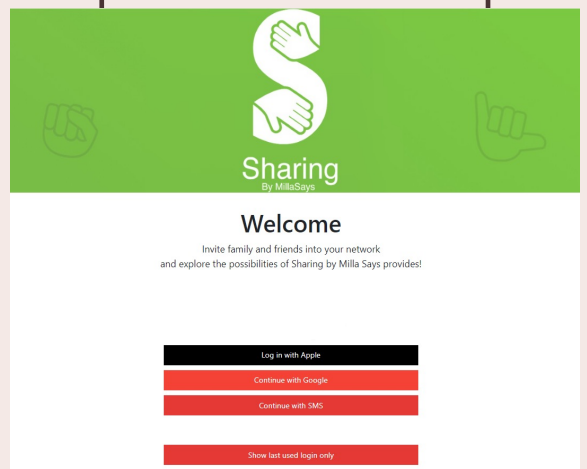 Sharing
By MillaSays
Welcome
Invite family and friends into your network
and explore the possibilities of Sharing by Milla Says provides!
Log in with Apple
Continue with Google
Continue with SMS
Show last used login only